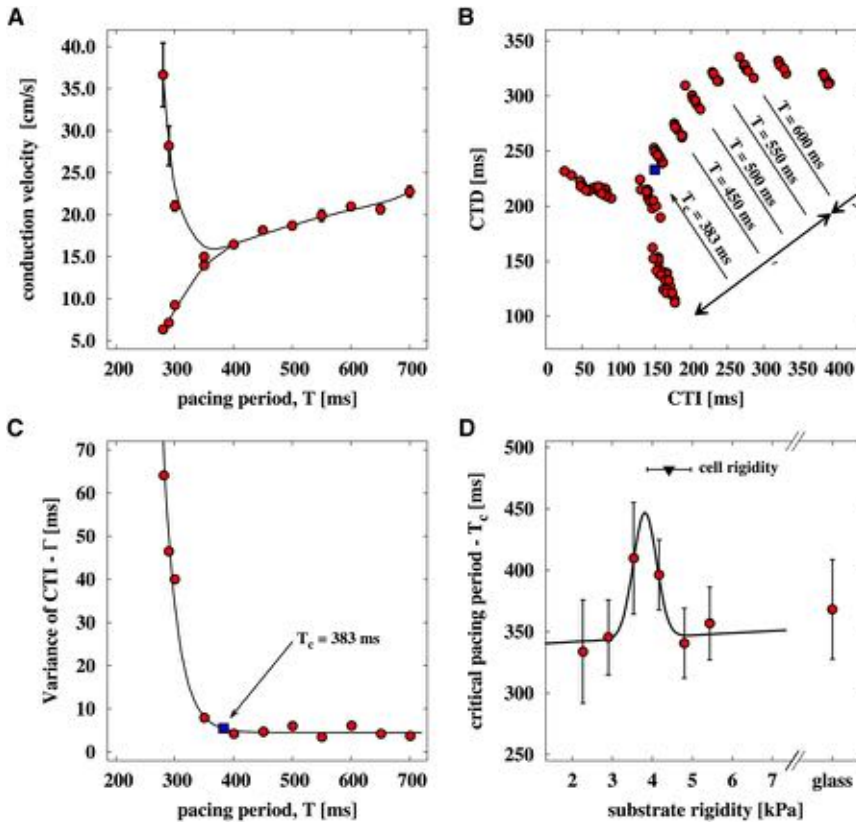 A
conduction velocity [cm/s]
40.0
35.0
30.0
25.0
20.0
15.0
10.0
5.0
200 300 400 500 600 700
pacing period, T [ms]
B
CTD [ms]
350
300
250
200
150
100
T = 600 ms
T = 550 ms
T = 500 ms
T = 450 ms
T_c = 383 ms
0 50 100 150 200 250 300 350 400
CTI [ms]
C
Variance of CTI - Γ [ms]
70
60
50
40
30
20
10
0
T_c = 383 ms
200 300 400 500 600 700
pacing period, T [ms]
D
critical pacing period - T_c [ms]
500
450
400
350
300
250
cell rigidity
2 3 4 5 6 7 glass
substrate rigidity [kPa]